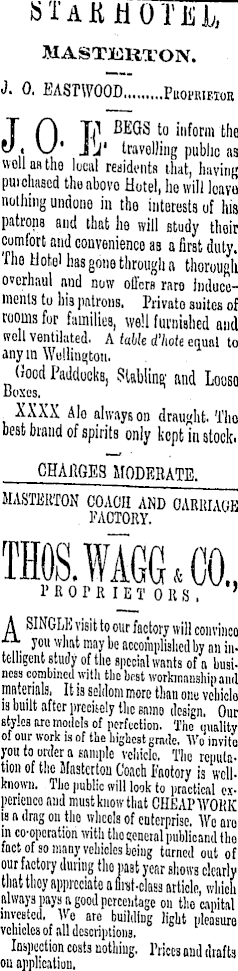 STAR HOTEL,
MASTERTON.
J. O. EASTWOOD.........PROPRIETOR
J. O. E. BEGS to inform the
travelling public as
well as the local residents that, having
purchased the above Hotel, he will leave
nothing undone in the interests of his
patrons and that he will study their
comfort and convenience as a first duty.
The Hotel has gone through a thorough
overhaul and now offers rare induce-
ments to his patrons. Private suites of
rooms for families, well furnished and
well ventilated. A table d'hote equal to
any in Wellington.
Good Paddocks, Stabling and Loose
Boxes.
XXXX Ale always on draught. The
best brand of spirits only kept in stock.
CHARGES MODERATE.
MASTERTON COACH AND CARRIAGE
FACTORY.
THOS. WAGG & CO.,
PROPRIETORS.
A SINGLE visit to our factory will convince
you what may be accomplished by an in-
telligent study of the special wants of a busi-
ness combined with the best workmanship and
materials. It is seldom more than one vehicle
is built after precisely the same design. Our
styles are models of perfection. The quality
of our work is of the highest grade. We invite
you to order a sample vehicle. The reputa-
tion of the Masterton Coach Factory is well-
known. The public will look to practical ex-
perience and must know that CHEAP WORK
is a drag on the wheels of enterprise. We are
in co-operation with the general public and the
fact of so many vehicles being turned out of
our factory during the past year shows clearly
that they appreciate a first-class article, which
always pays a good percentage on the capital
invested. We are building light pleasure
vehicles of all descriptions.
Inspection costs nothing. Prices and drafts
on application.